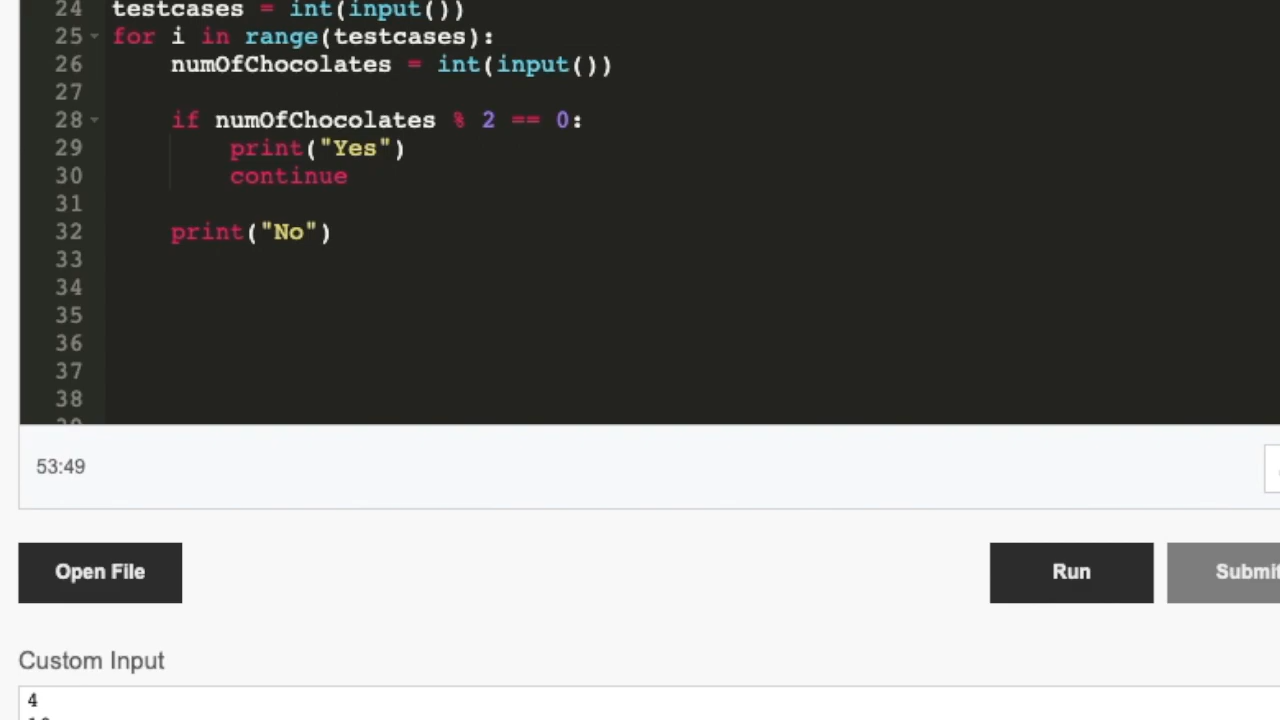 24 testcases = int(input())
25 for i in range(testcases):
26 numOfChocolates = int(input())
27
28 if numOfChocolates % 2 == 0:
29 print("Yes")
30 continue
31
32 print("No")
33
34
35
36
37
38
53:49
Open File
Run Submit
Custom Input
4